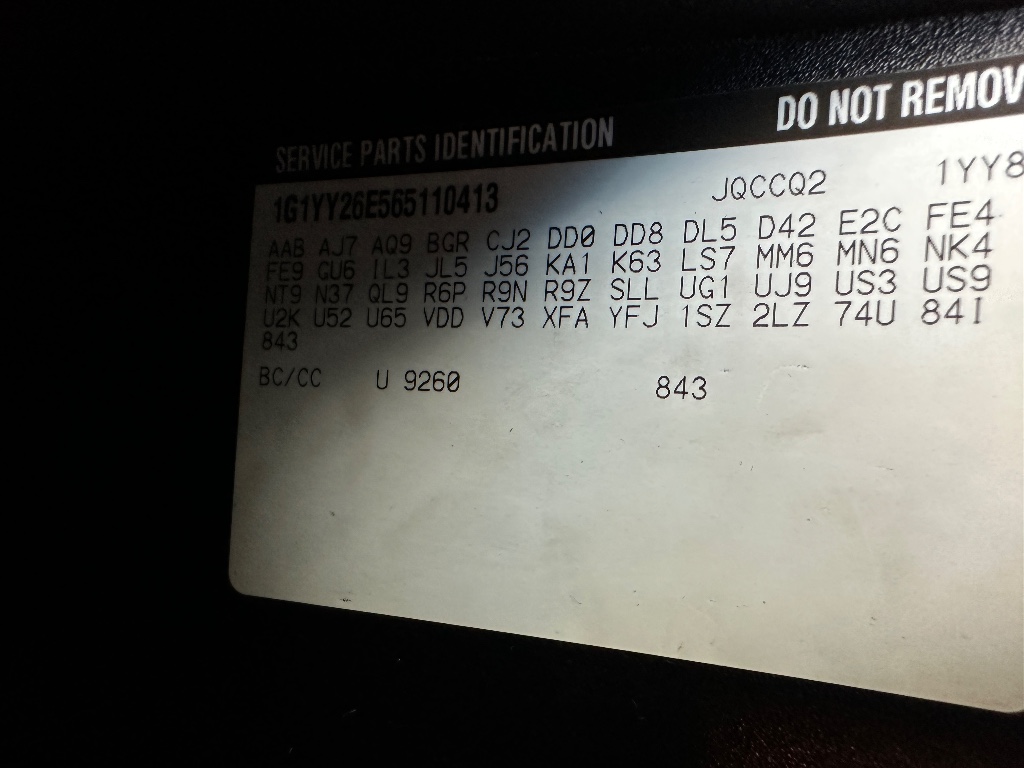 DO NOT REMOV
SERVICE PARTS IDENTIFICATION
1G1YY26E565110413 JQCCQ2 1YY8
AAB AJ7 AQ9 BGR CJ2 DD0 DD8 DL5 D42 E2C FE4
FE9 GU6 IL3 JL5 J56 KA1 K63 LS7 MM6 MN6 NK4
NT9 N37 QL9 R6P R9N R9Z SLL UG1 UJ9 US3 US9
U2K U52 U65 VDD V73 XFA YFJ 1SZ 2LZ 74U 84I
843
BC/CC U 9260 843